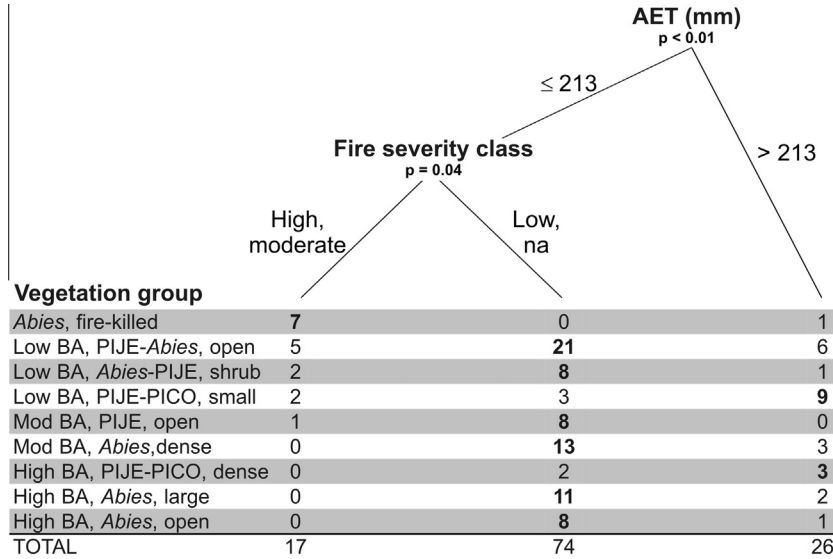 AET (mm)
p < 0.01
≤ 213
> 213
Fire severity class
p = 0.04
High,
moderate
Low,
na
Vegetation group
Abies, fire-killed 7 0 1
Low BA, PIJE-Abies, open 5 21 6
Low BA, Abies-PIJE, shrub 2 8 1
Low BA, PIJE-PICO, small 2 3 9
Mod BA, PIJE, open 1 8 0
Mod BA, Abies,dense 0 13 3
High BA, PIJE-PICO, dense 0 2 3
High BA, Abies, large 0 11 2
High BA, Abies, open 0 8 1
TOTAL 17 74 26